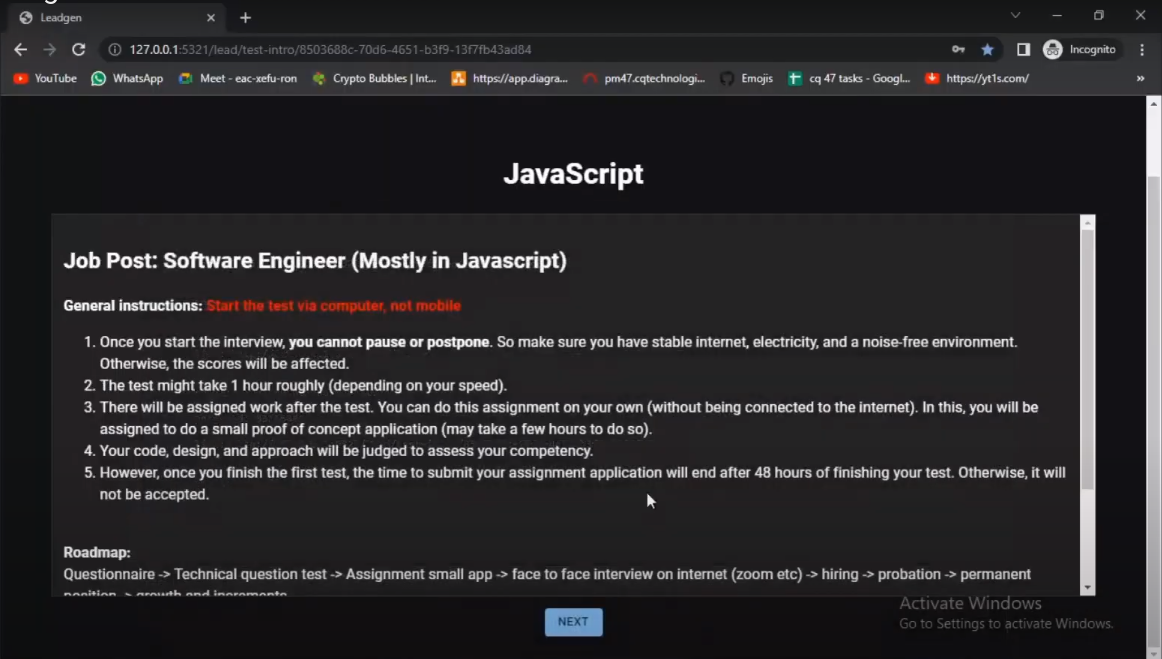 Leadgen
127.0.0.1:5321/lead/test-intro/8503688c-70d6-4651-b3f9-13f7fb43ad84
Incognito
YouTube WhatsApp Meet - eac-xefu-ron Crypto Bubbles | Int... https://app.diagra... pm47.cqtechnologi... Emojis cq 47 tasks - Googl... https://yt1s.com/ »
JavaScript
Job Post: Software Engineer (Mostly in Javascript)
General instructions: Start the test via computer, not mobile
1. Once you start the interview, you cannot pause or postpone. So make sure you have stable internet, electricity, and a noise-free environment.
Otherwise, the scores will be affected.
2. The test might take 1 hour roughly (depending on your speed).
3. There will be assigned work after the test. You can do this assignment on your own (without being connected to the internet). In this, you will be
assigned to do a small proof of concept application (may take a few hours to do so).
4. Your code, design, and approach will be judged to assess your competency.
5. However, once you finish the first test, the time to submit your assignment application will end after 48 hours of finishing your test. Otherwise, it will
not be accepted.
Roadmap:
Questionnaire -> Technical question test -> Assignment small app -> face to face interview on internet (zoom etc) -> hiring -> probation -> permanent
position -> growth and increments
NEXT
Activate Windows
Go to Settings to activate Windows.